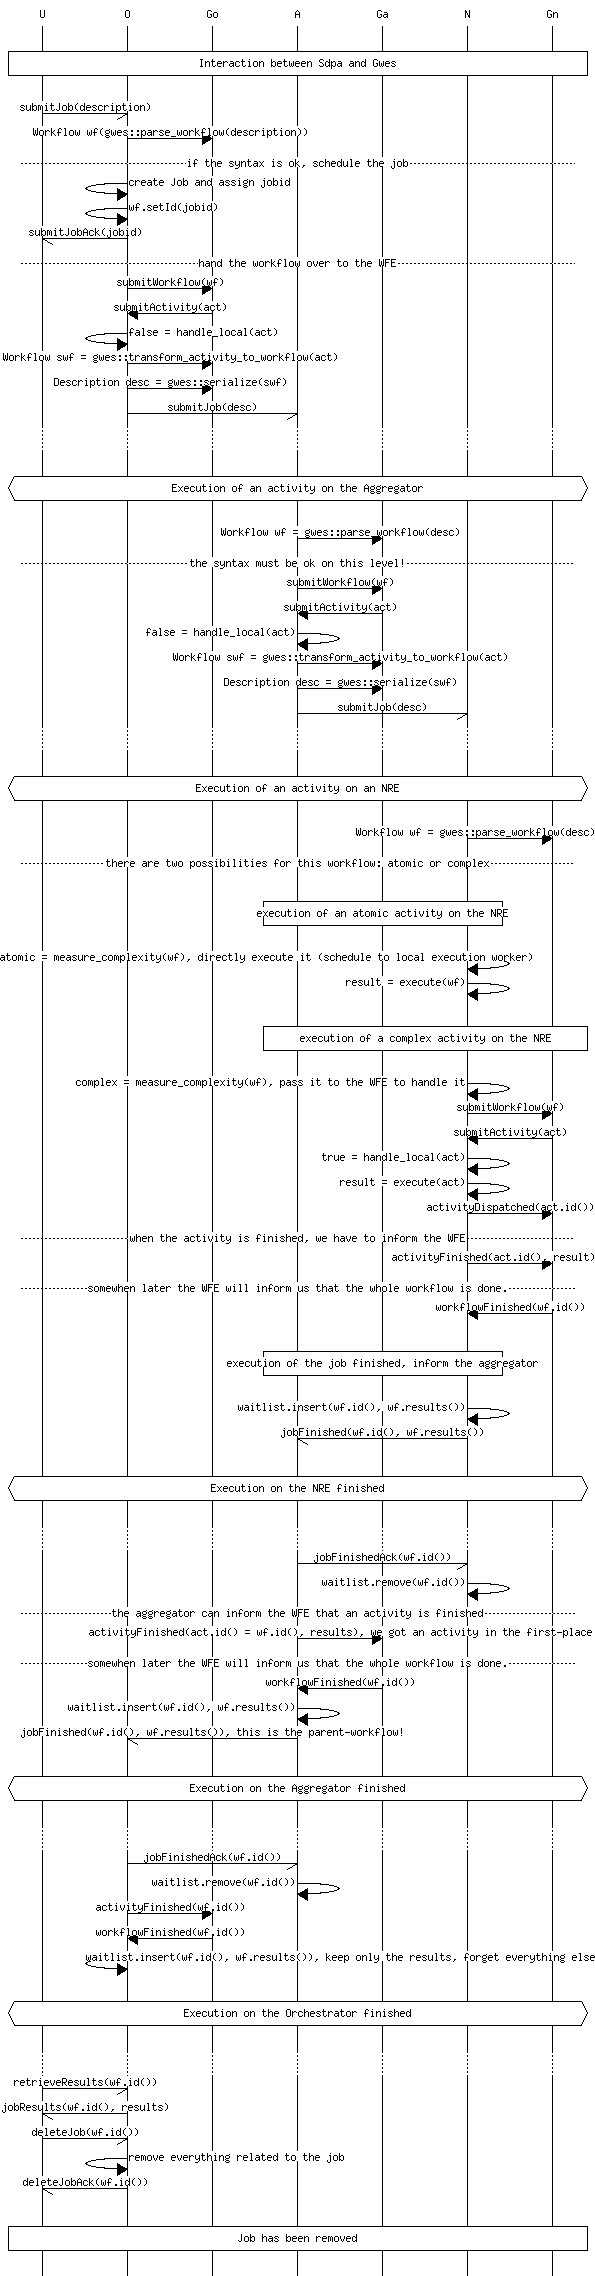 U O Go A Ga N Gn
Interaction between Sdpa and Gwes
submitJob(description)
Workflow wf(gwes::parse_workflow(description))
if the syntax is ok, schedule the job
create Job and assign jobid
wf.setId(jobid)
submitJobAck(jobid)
hand the workflow over to the WFE
submitWorkflow(wf)
submitActivity(act)
false = handle_local(act)
Workflow swf = gwes::transform_activity_to_workflow(act)
Description desc = gwes::serialize(swf)
submitJob(desc)
Execution of an activity on the Aggregator
Workflow wf = gwes::parse_workflow(desc)
the syntax must be ok on this level!
submitWorkflow(wf)
submitActivity(act)
false = handle_local(act)
Workflow swf = gwes::transform_activity_to_workflow(act)
Description desc = gwes::serialize(swf)
submitJob(desc)
Execution of an activity on an NRE
Workflow wf = gwes::parse_workflow(desc)
there are two possibilities for this workflow: atomic or complex
execution of an atomic activity on the NRE
atomic = measure_complexity(wf), directly execute it (schedule to local execution worker)
result = execute(wf)
execution of a complex activity on the NRE
complex = measure_complexity(wf), pass it to the WFE to handle it
submitWorkflow(wf)
submitActivity(act)
true = handle_local(act)
result = execute(act)
activityDispatched(act.id())
when the activity is finished, we have to inform the WFE
activityFinished(act.id(), result)
somewhen later the WFE will inform us that the whole workflow is done.
workflowFinished(wf.id())
execution of the job finished, inform the aggregator
waitlist.insert(wf.id(), wf.results())
jobFinished(wf.id(), wf.results())
Execution on the NRE finished
jobFinishedAck(wf.id())
waitlist.remove(wf.id())
the aggregator can inform the WFE that an activity is finished
activityFinished(act.id() = wf.id(), results), we got an activity in the first-place
somewhen later the WFE will inform us that the whole workflow is done.
workflowFinished(wf.id())
waitlist.insert(wf.id(), wf.results())
jobFinished(wf.id(), wf.results()), this is the parent-workflow!
Execution on the Aggregator finished
jobFinishedAck(wf.id())
waitlist.remove(wf.id())
activityFinished(wf.id())
workflowFinished(wf.id())
waitlist.insert(wf.id(), wf.results()), keep only the results, forget everything else
Execution on the Orchestrator finished
retrieveResults(wf.id())
jobResults(wf.id(), results)
deleteJob(wf.id())
remove everything related to the job
deleteJobAck(wf.id())
Job has been removed